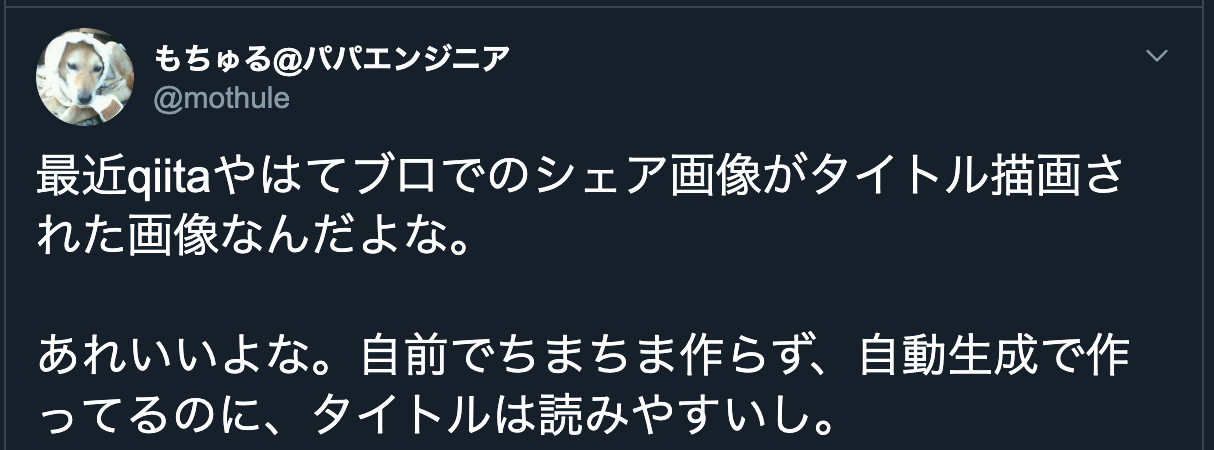 もちゅる@パパエンジニア
@mothule
最近qiitaやはてブロでのシェア画像がタイトル描画さ
れた画像なんだよな。
あれいいよな。自前でちまちま作らず、自動生成で作
ってるのに、タイトルは読みやすいし。